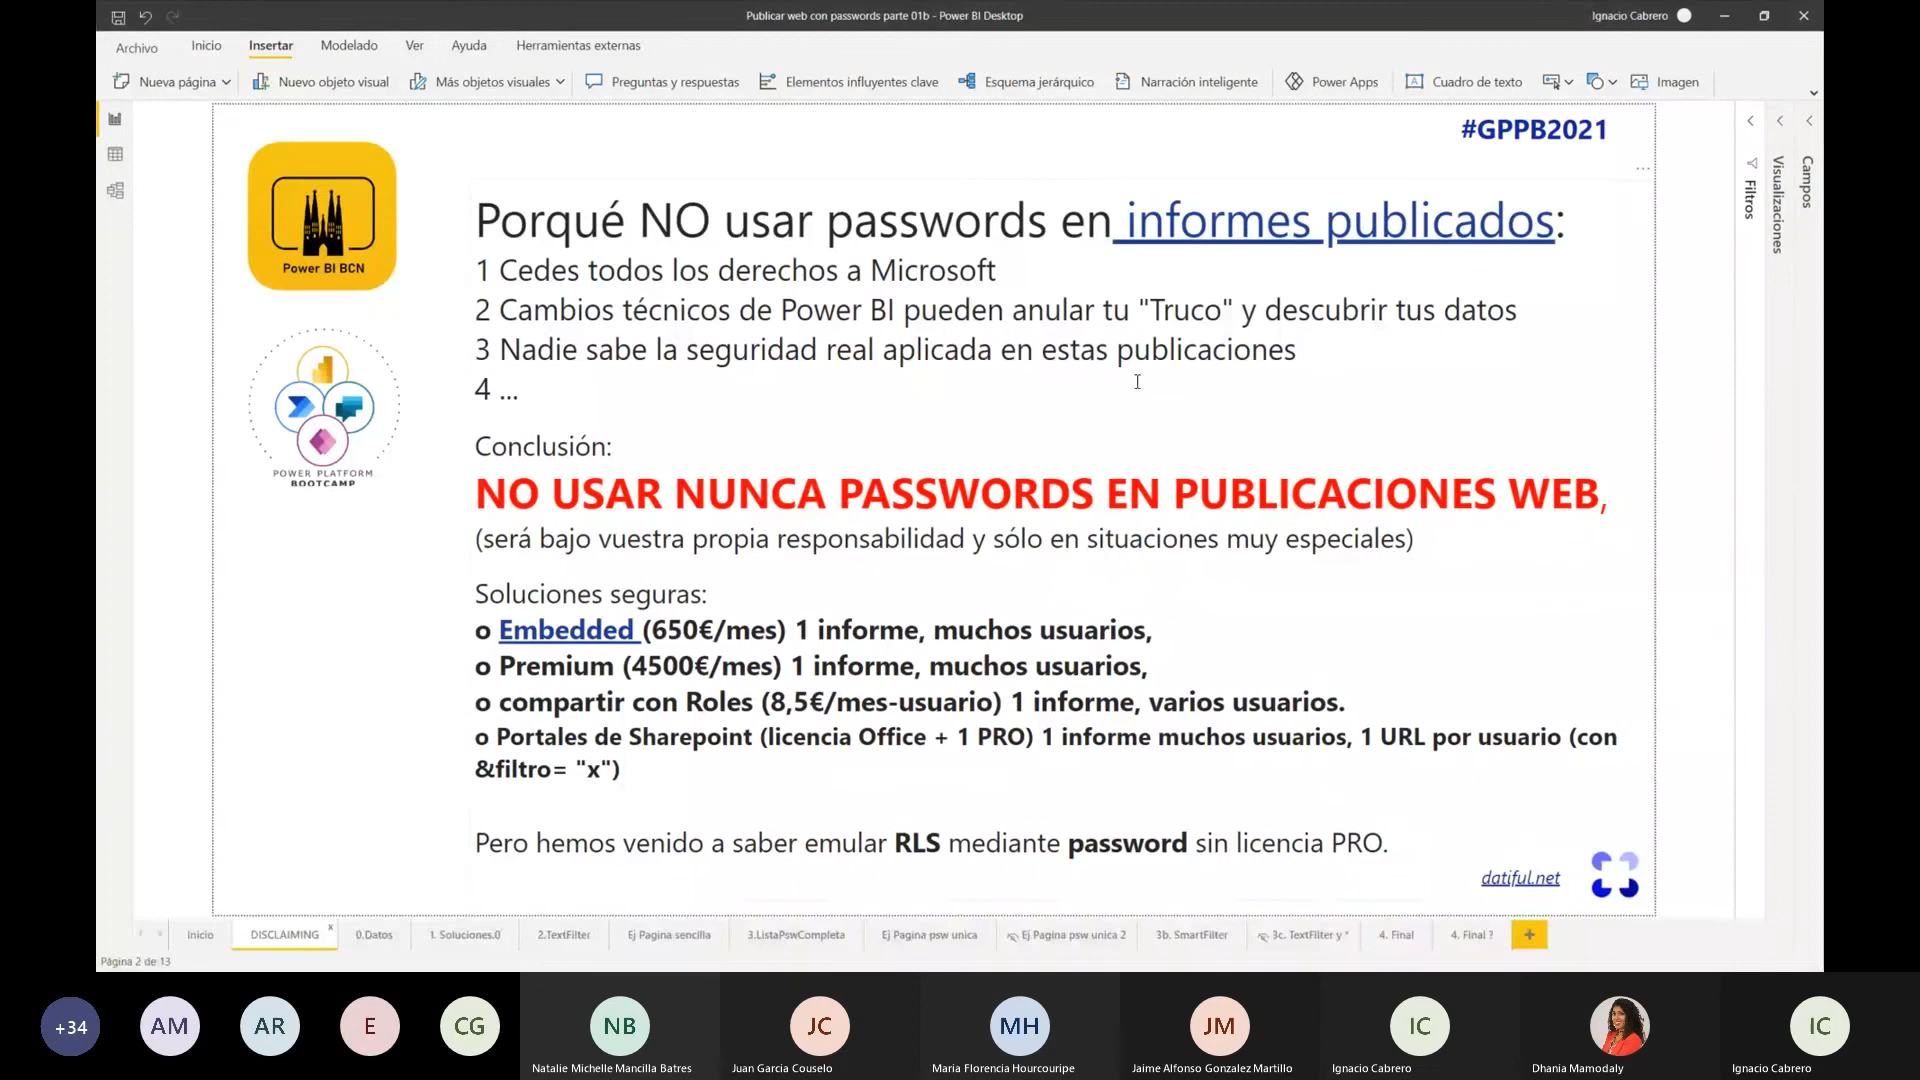 Publicar web con passwords parte 01b - Power BI Desktop
Ignacio Cabrero
Archivo Inicio Insertar Modelado Ver Ayuda Herramientas externas
Nueva página Nuevo objeto visual Más objetos visuales Preguntas y respuestas Elementos influyentes clave Esquema jerárquico Narración inteligente Power Apps Cuadro de texto Imagen
#GPPB2021
Power BI BCN
POWER PLATFORM
BOOTCAMP
Porqué NO usar passwords en informes publicados:
1 Cedes todos los derechos a Microsoft
2 Cambios técnicos de Power BI pueden anular tu "Truco" y descubrir tus datos
3 Nadie sabe la seguridad real aplicada en estas publicaciones
4 ...
Conclusión:
NO USAR NUNCA PASSWORDS EN PUBLICACIONES WEB,
(será bajo vuestra propia responsabilidad y sólo en situaciones muy especiales)
Soluciones seguras:
o Embedded (650€/mes) 1 informe, muchos usuarios,
o Premium (4500€/mes) 1 informe, muchos usuarios,
o compartir con Roles (8,5€/mes-usuario) 1 informe, varios usuarios.
o Portales de Sharepoint (licencia Office + 1 PRO) 1 informe muchos usuarios, 1 URL por usuario (con
&filtro= "x")
Pero hemos venido a saber emular RLS mediante password sin licencia PRO.
datiful.net
Filtros
Visualizaciones
Campos
Inicio DISCLAIMING x 0.Datos 1. Soluciones.0 2.TextFilter Ej Pagina sencilla 3.ListaPswCompleta Ej Pagina psw unica Ej Pagina psw unica 2 3b. SmartFilter 3c. TextFilter y * 4. Final 4. Final ? +
Página 2 de 13
+34 AM AR E CG NB JC MH JM IC IC
Natalie Michelle Mancilla Batres Juan Garcia Couselo Maria Florencia Hourcouripe Jaime Alfonso Gonzalez Martillo Ignacio Cabrero Dhania Mamodaly Ignacio Cabrero